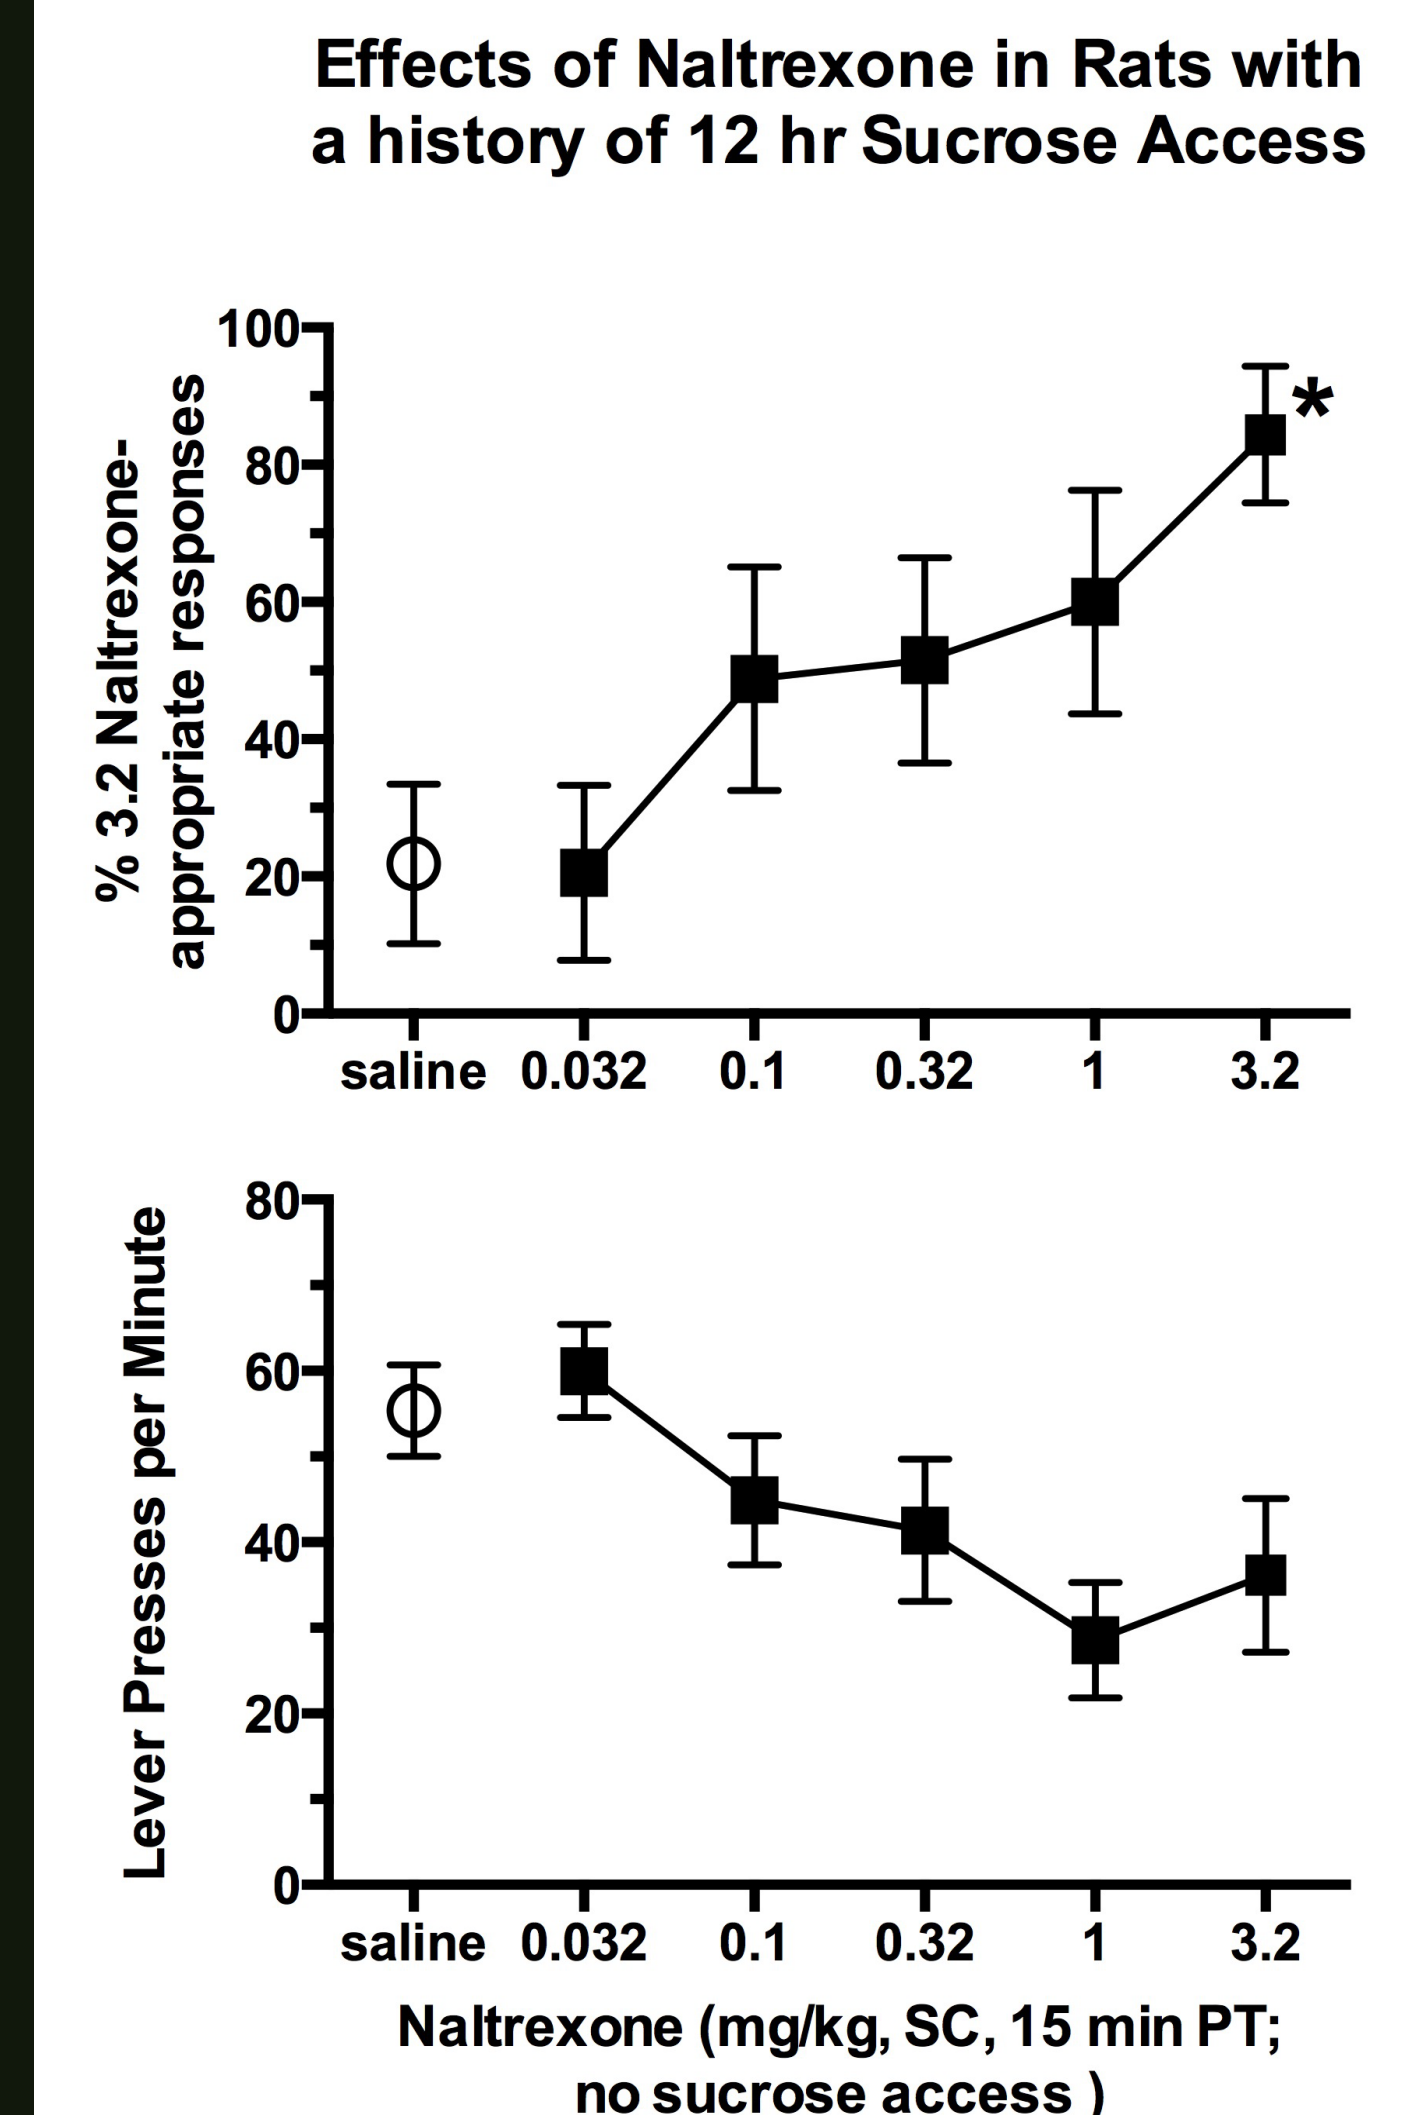 Effects of Naltrexone in Rats with
a history of 12 hr Sucrose Access
% 3.2 Naltrexone-
appropriate responses
100
80
60
40
20
0
*
saline 0.032 0.1 0.32 1 3.2
Lever Presses per Minute
80
60
40
20
0
saline 0.032 0.1 0.32 1 3.2
Naltrexone (mg/kg, SC, 15 min PT;
no sucrose access )